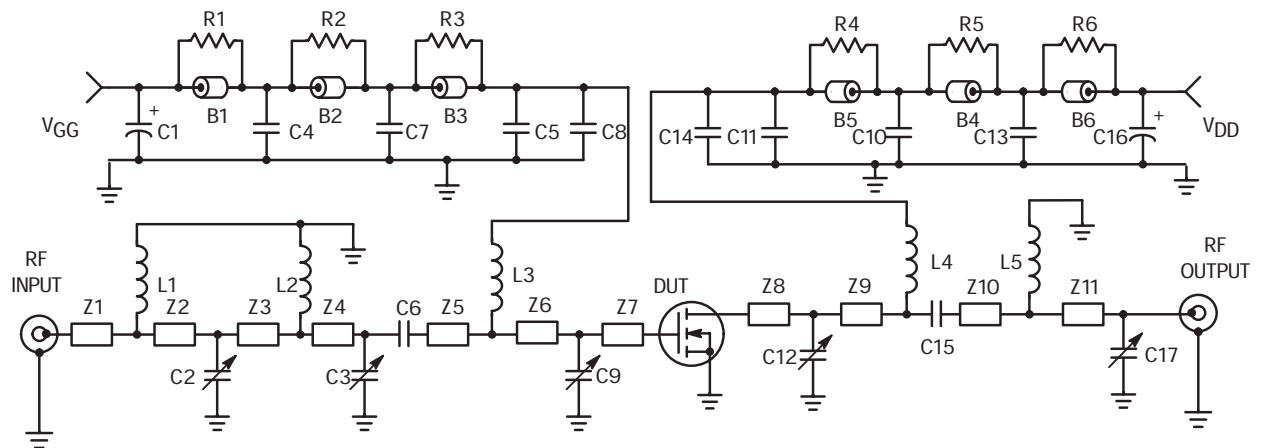 R1 R2 R3 R4 R5 R6
B1 B2 B3 B5 B4 B6
VGG + C1 C4 C7 C5 C8 C14 C11 C10 C13 C16 + VDD
RF INPUT
L1 L2 L3 L4 L5
RF OUTPUT
Z1 Z2 Z3 Z4 C6 Z5 Z6 Z7 DUT Z8 Z9 C15 Z10 Z11
C2 C3 C9 C12 C17